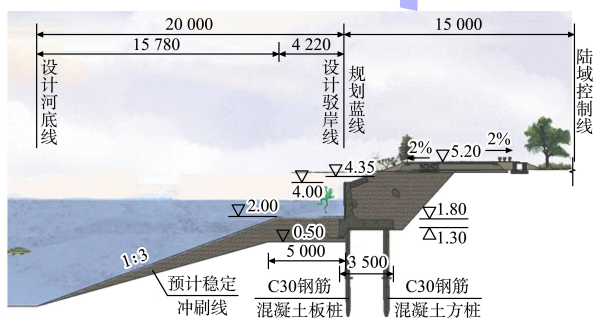 20 000
15 000
15 780
4 220
设计河底线
设计驳岸线
规划蓝线
陆域控制线
2%
5.20
2%
4.35
4.00
2.00
1.80
0.50
1.30
1:3
5 000
3 500
预计稳定
冲刷线
C30钢筋
混凝土板桩
C30钢筋
混凝土方桩